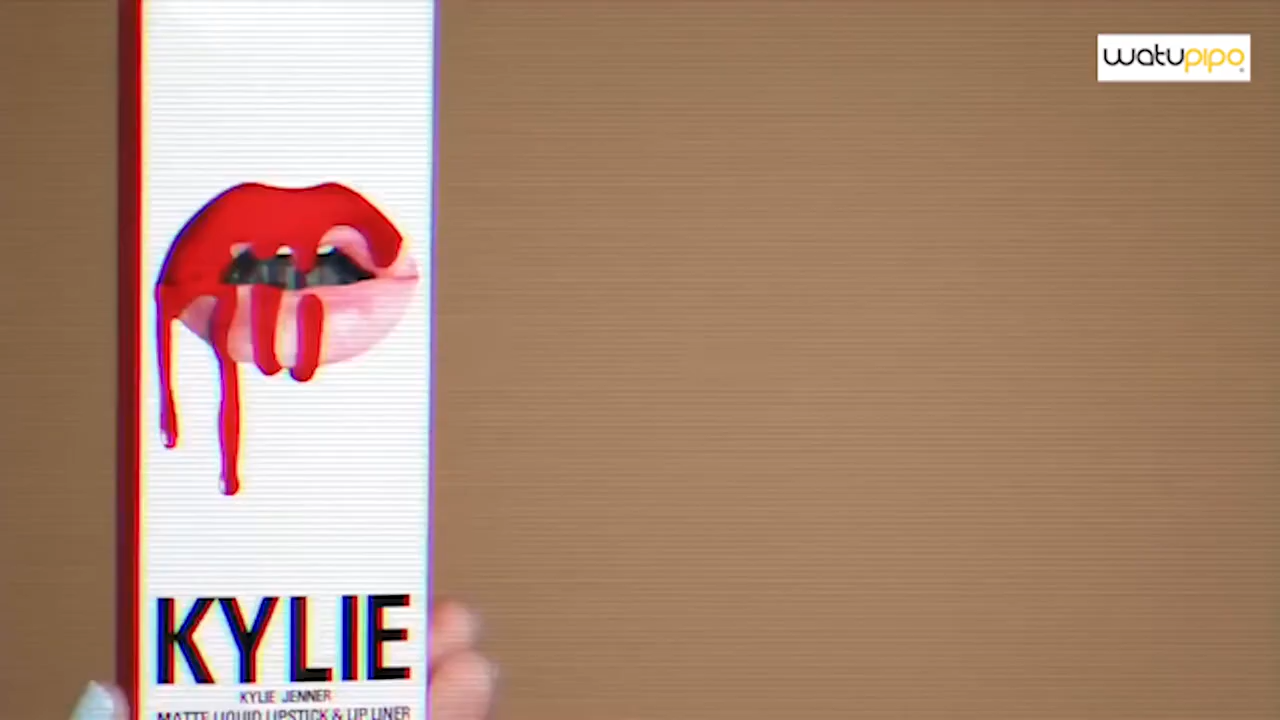 watupipo
KYLIE
KYLIE JENNER
MATTE LIQUID LIPSTICK & LIP LINER